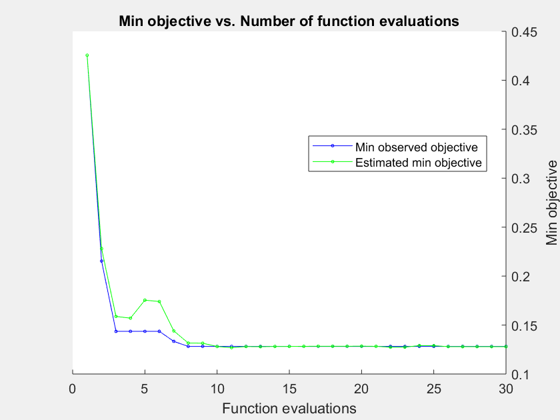 Min objective vs. Number of function evaluations
0.45
0.4
0.35
0.3
0.25
0.2
0.15
0.1
Min objective
Min observed objective
Estimated min objective
0 5 10 15 20 25 30
Function evaluations